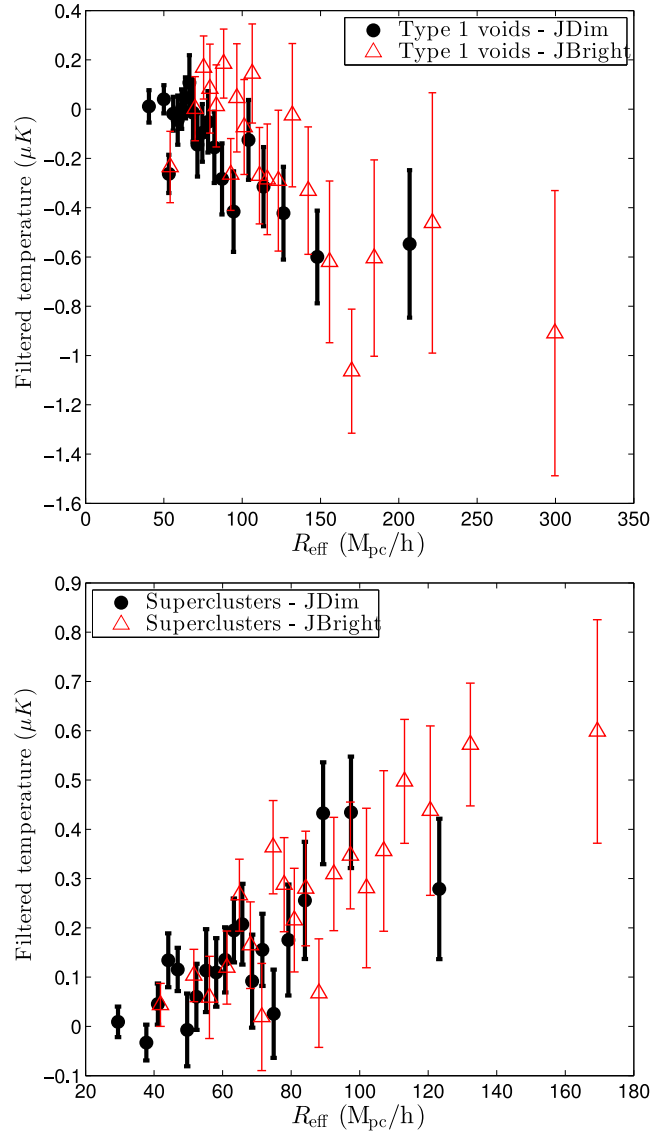 0.4
0.2
0
−0.2
−0.4
−0.6
−0.8
−1
−1.2
−1.4
−1.6
Filtered temperature (μK)
Type 1 voids - JDim
Type 1 voids - JBright
0 50 100 150 200 250 300 350
R_eff (M_pc/h)
0.9
0.8
0.7
0.6
0.5
0.4
0.3
0.2
0.1
0
−0.1
Filtered temperature (μK)
Superclusters - JDim
Superclusters - JBright
20 40 60 80 100 120 140 160 180
R_eff (M_pc/h)